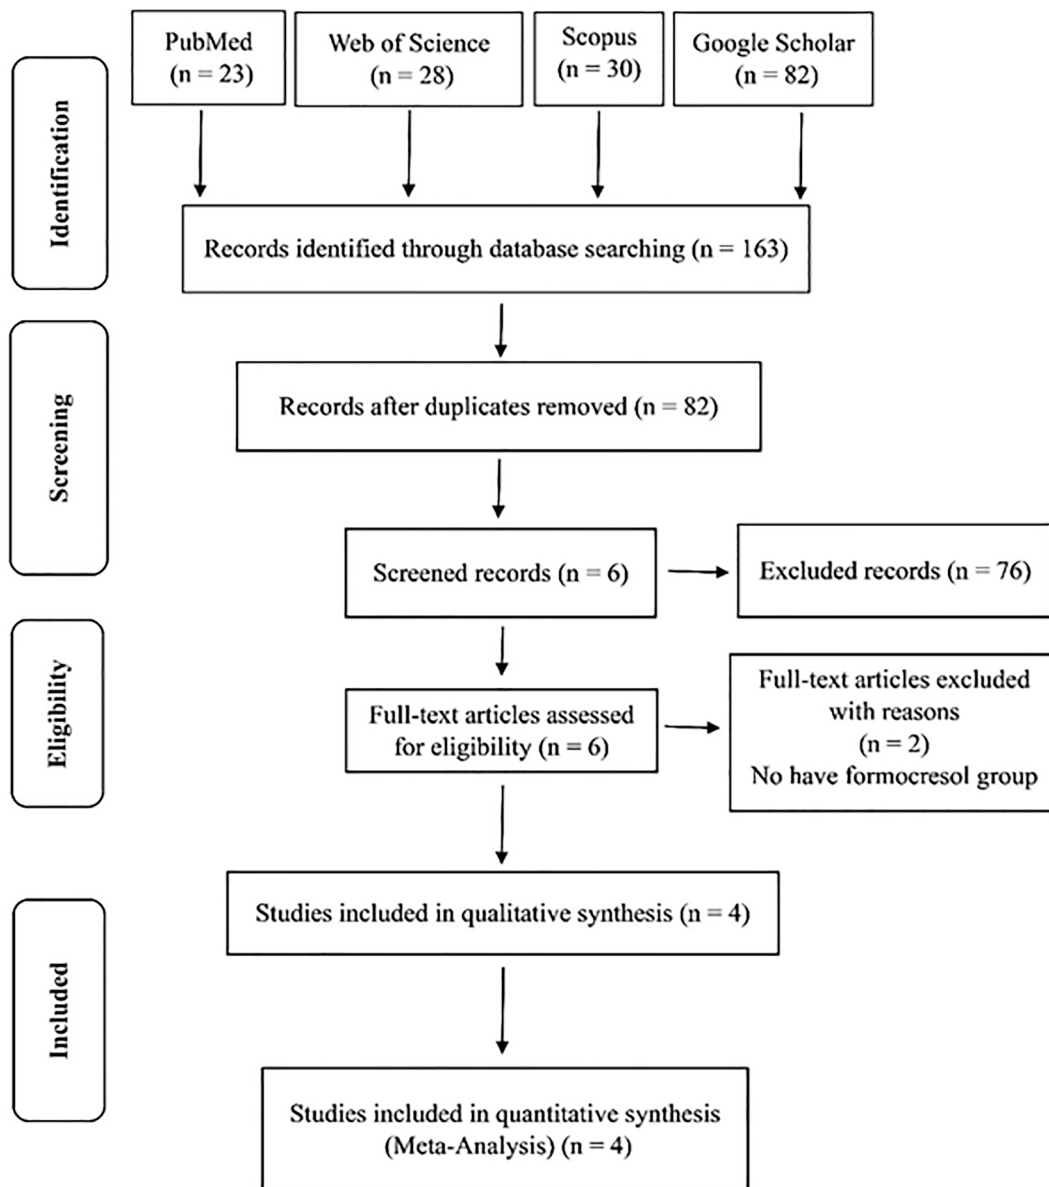 PubMed
(n = 23)
Web of Science
(n = 28)
Scopus
(n = 30)
Google Scholar
(n = 82)
Identification
Records identified through database searching (n = 163)
Screening
Records after duplicates removed (n = 82)
Screened records (n = 6)
Excluded records (n = 76)
Eligibility
Full-text articles assessed
for eligibility (n = 6)
Full-text articles excluded
with reasons
(n = 2)
No have formocresol group
Included
Studies included in qualitative synthesis (n = 4)
Studies included in quantitative synthesis
(Meta-Analysis) (n = 4)